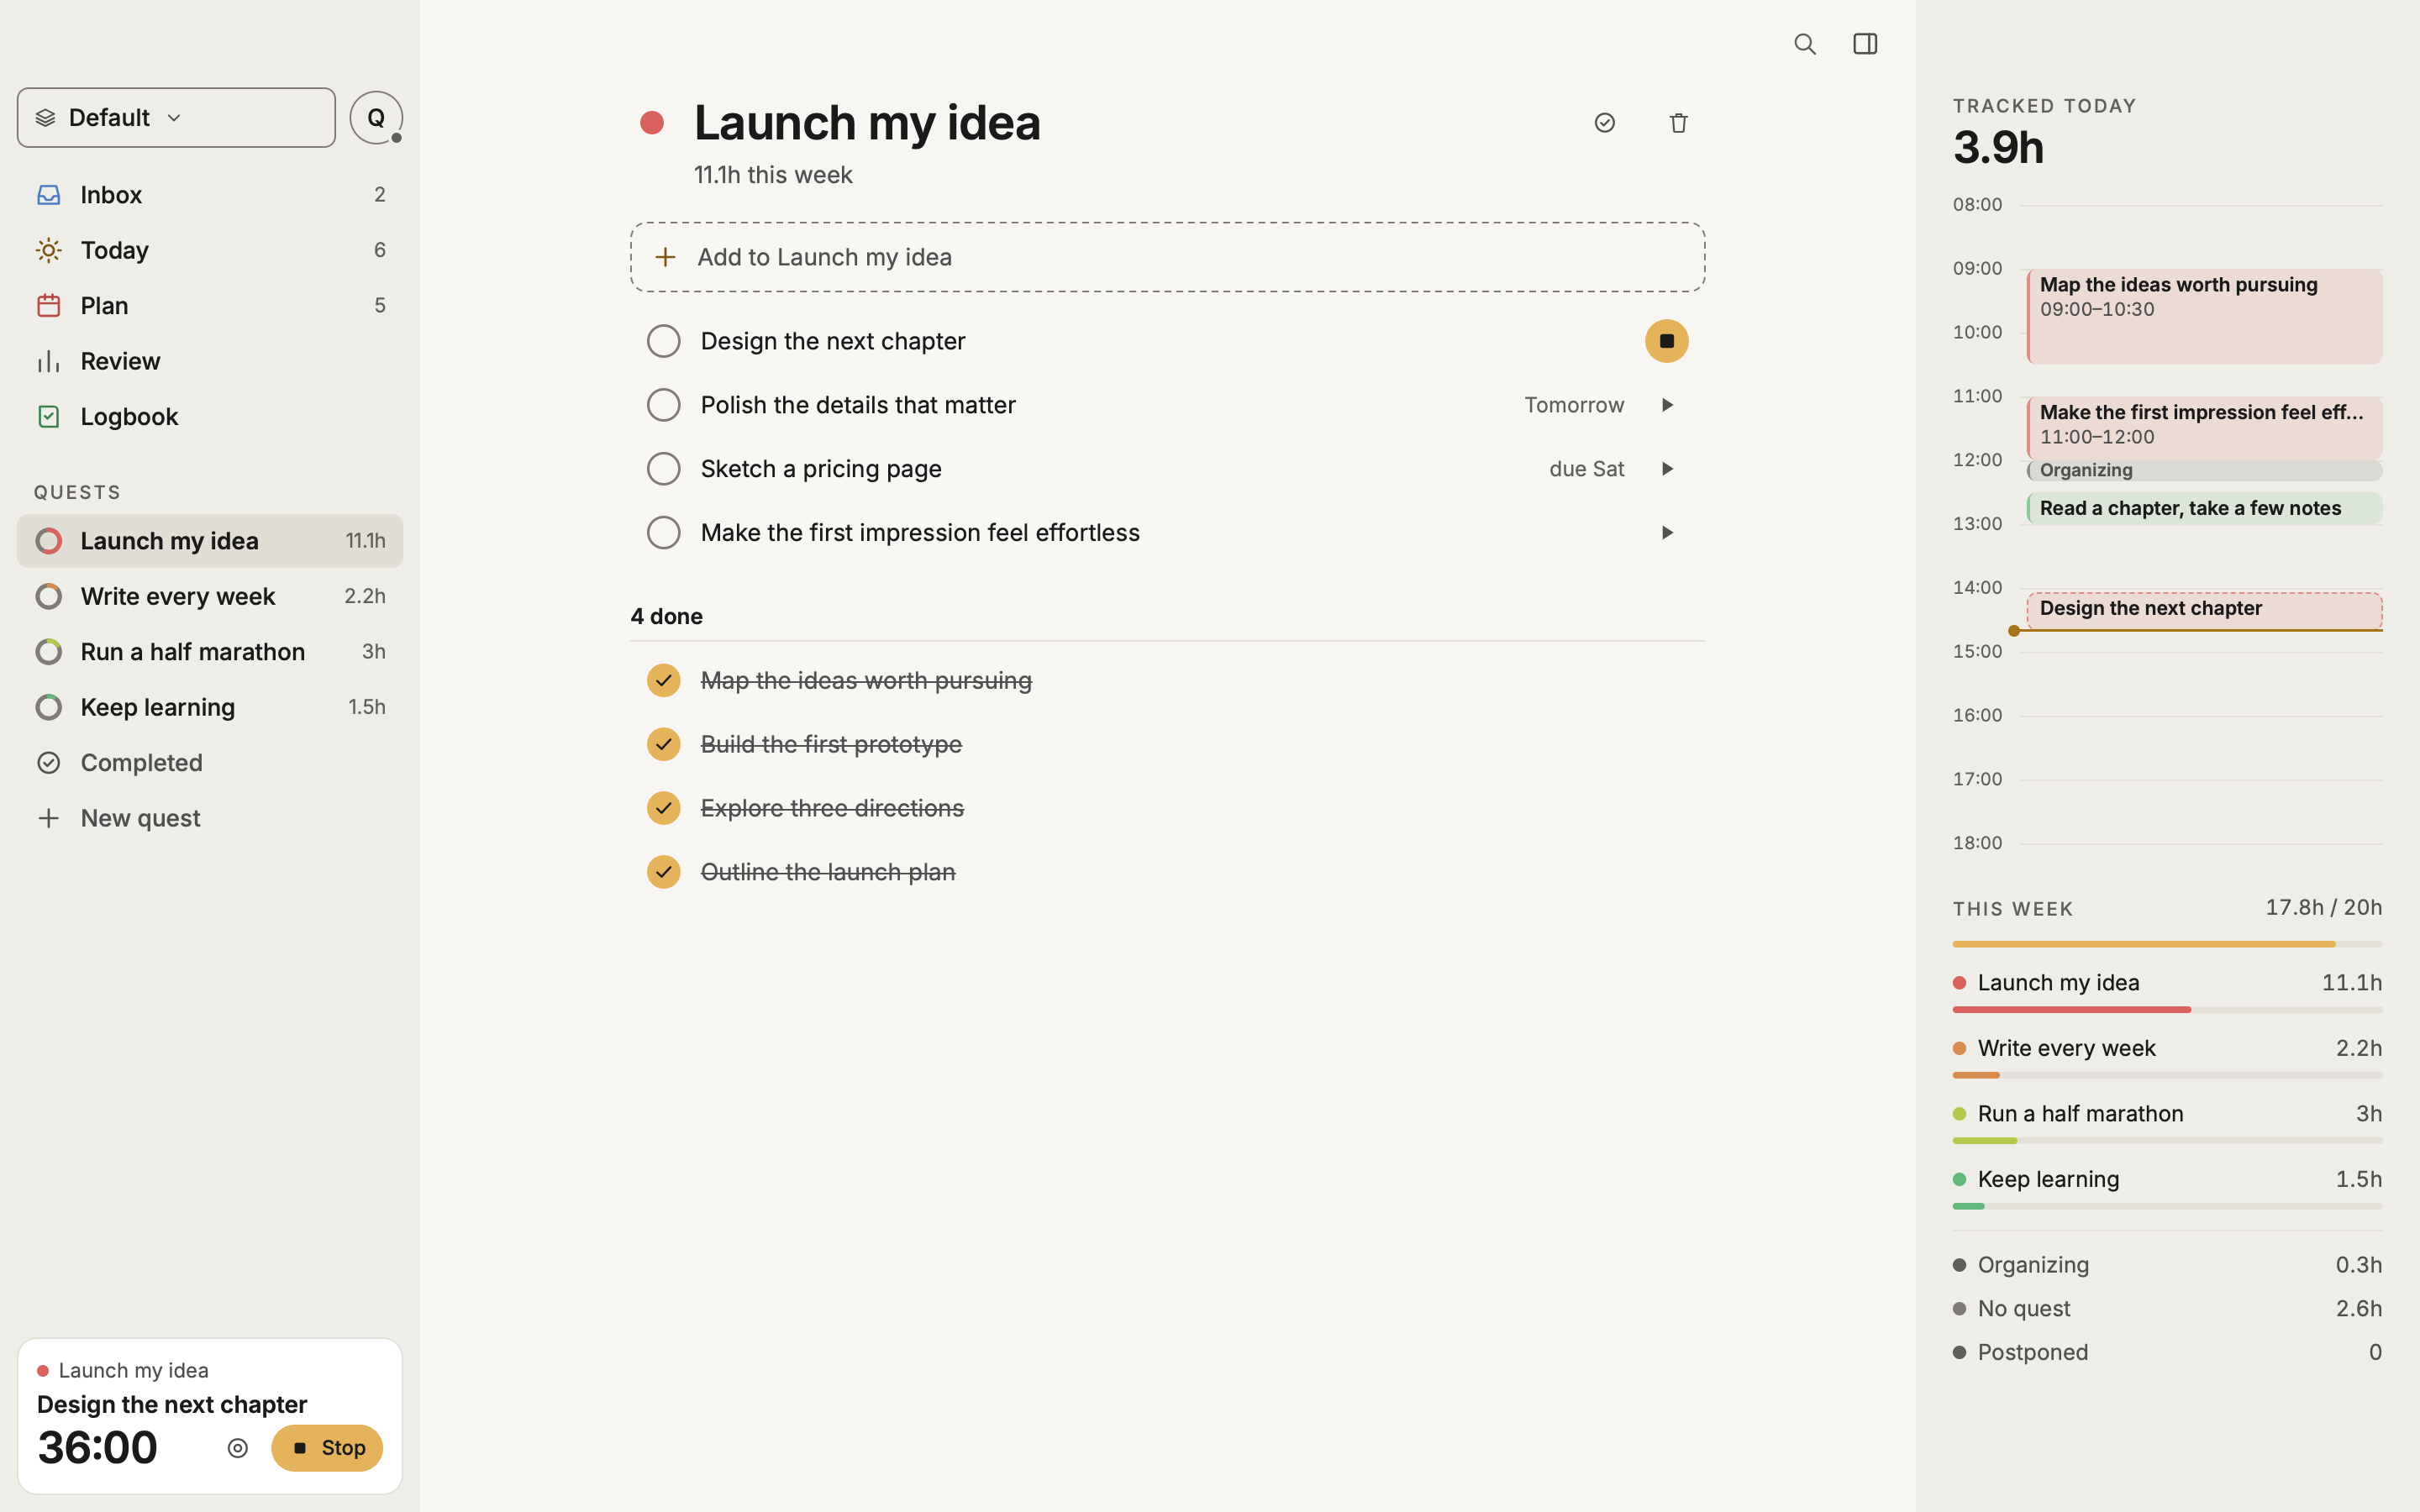 Default
Q
Inbox 2
Today 6
Plan 5
Review
Logbook
QUESTS
Launch my idea 11.1h
Write every week 2.2h
Run a half marathon 3h
Keep learning 1.5h
Completed
New quest
Launch my idea
Design the next chapter
36:00 Stop
Launch my idea
11.1h this week
Add to Launch my idea
Design the next chapter
Polish the details that matter Tomorrow
Sketch a pricing page due Sat
Make the first impression feel effortless
4 done
Map the ideas worth pursuing
Build the first prototype
Explore three directions
Outline the launch plan
TRACKED TODAY
3.9h
08:00
09:00
Map the ideas worth pursuing
09:00–10:30
10:00
11:00
Make the first impression feel eff...
11:00–12:00
12:00
Organizing
Read a chapter, take a few notes
13:00
14:00
Design the next chapter
15:00
16:00
17:00
18:00
THIS WEEK 17.8h / 20h
Launch my idea 11.1h
Write every week 2.2h
Run a half marathon 3h
Keep learning 1.5h
Organizing 0.3h
No quest 2.6h
Postponed 0